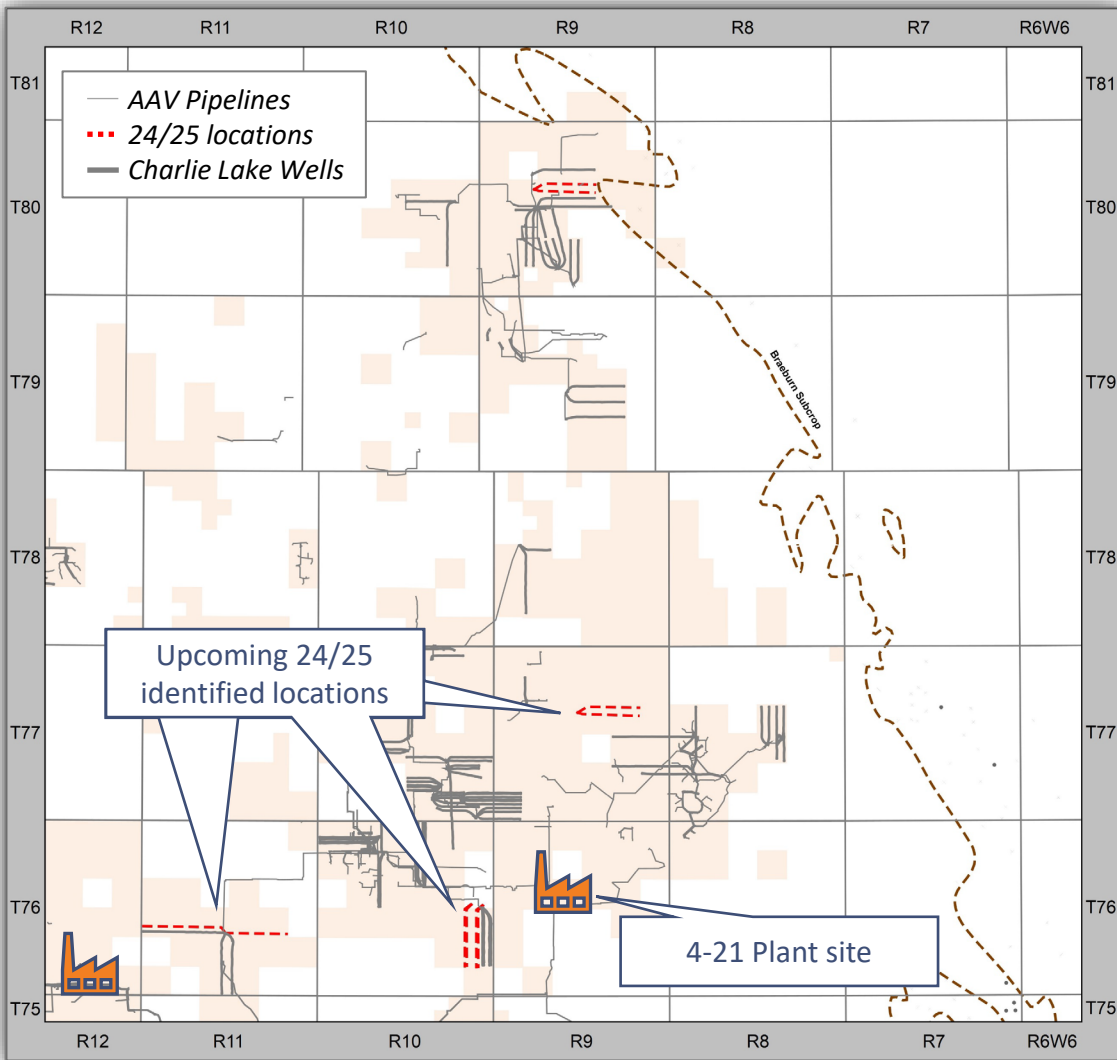 R12 R11 R10 R9 R8 R7 R6W6
T81 T81
AAV Pipelines
24/25 locations
Charlie Lake Wells
T80 T80
T79 T79
Braeburn Subcrop
T78 T78
Upcoming 24/25
identified locations
T77 T77
T76 T76
4-21 Plant site
T75 T75
R12 R11 R10 R9 R8 R7 R6W6